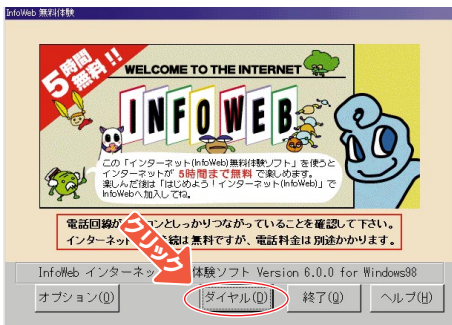 InfoWeb 無料体験
5時間
無料!!
WELCOME TO THE INTERNET
INFOWEB
この「インターネット(InfoWeb)無料体験ソフト」を使うと
インターネットが 5時間まで無料 で楽しめます。
楽しんだ後は「はじめよう!インターネット(InfoWeb)」で
InfoWebへ加入してね。
電話回線が コンとしっかりつながっていることを確認して下さい。
インターネット 続は無料ですが、電話料金は別途かかります。
クリック
InfoWeb インターネッ 体験ソフト Version 6.0.0 for Windows98
オプション(O)
ダイヤル(D)
終了(Q)
ヘルプ(H)